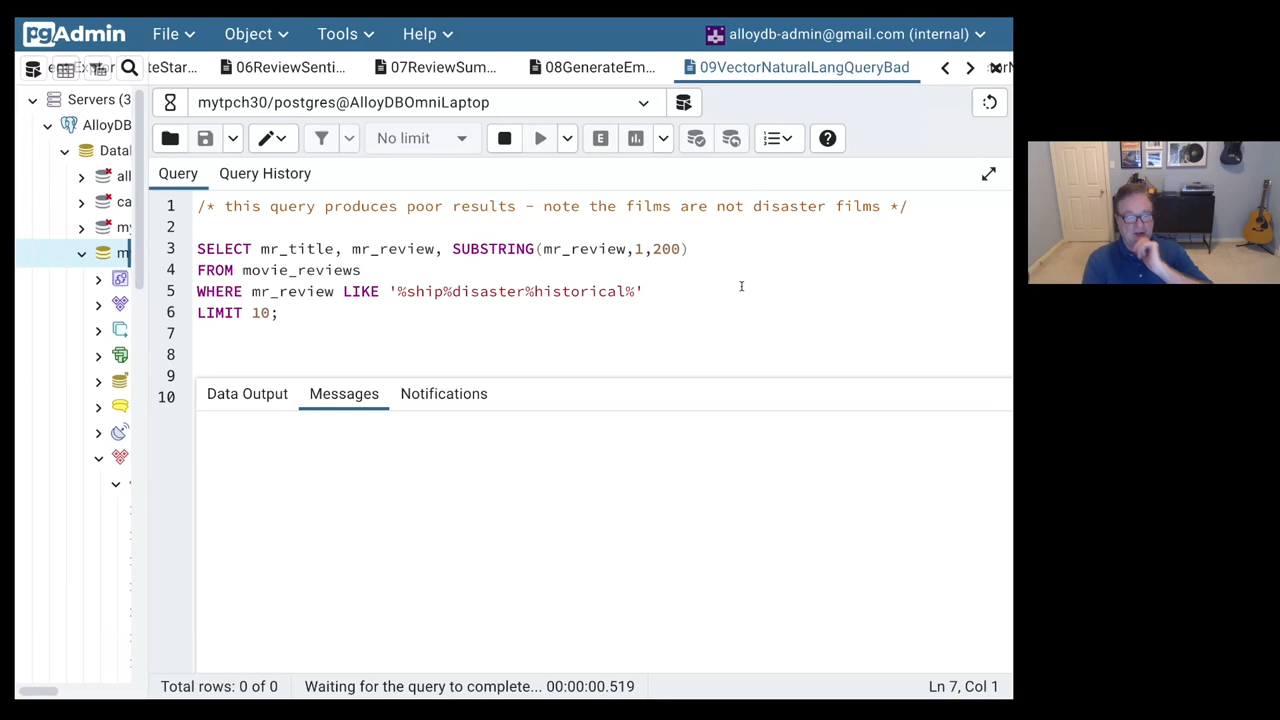 pgAdmin File Object Tools Help alloydb-admin@gmail.com (internal)
teStar... 06ReviewSenti... 07ReviewSum... 08GenerateEm... 09VectorNaturalLangQueryBad
Servers (3 mytpch30/postgres@AlloyDBOmniLaptop
AlloyDB No limit E
Datal
all Query Query History
ca
my
m
1 /* this query produces poor results - note the films are not disaster films */
2
3 SELECT mr_title, mr_review, SUBSTRING(mr_review,1,200)
4 FROM movie_reviews
5 WHERE mr_review LIKE '%ship%disaster%historical%'
6 LIMIT 10;
7
8
9
10
Data Output Messages Notifications
Total rows: 0 of 0 Waiting for the query to complete... 00:00:00.519 Ln 7, Col 1